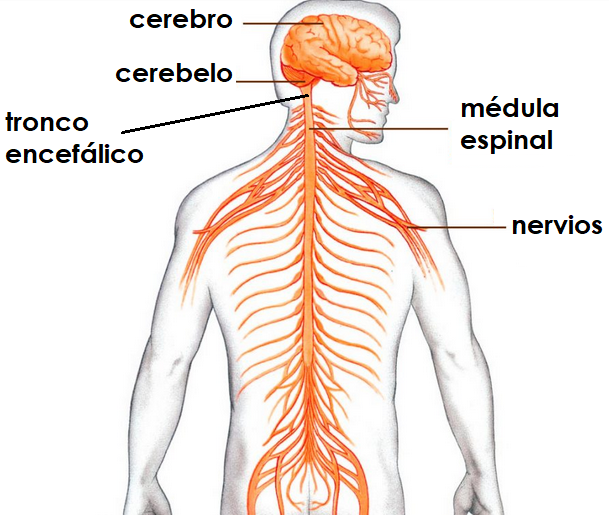 cerebro
cerebelo
tronco
encefálico
médula
espinal
nervios